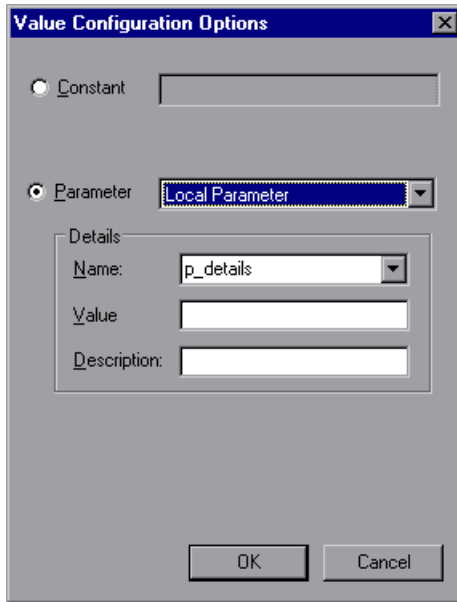 Value Configuration Options
Constant
Parameter Local Parameter
Details
Name: p_details
Value
Description:
OK Cancel